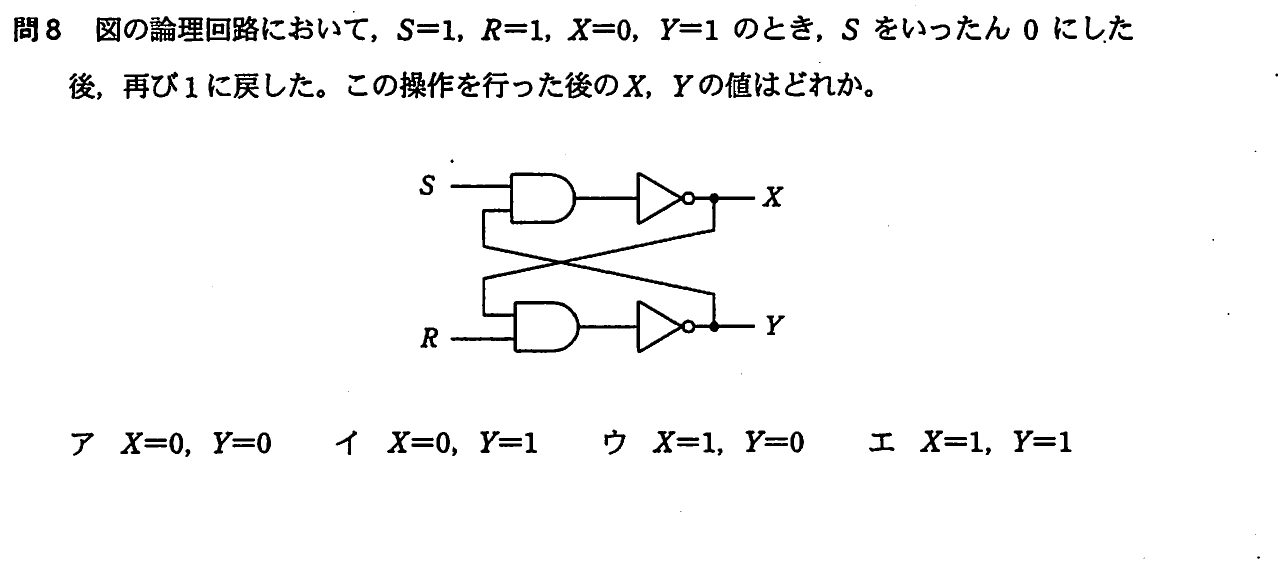 問8 図の論理回路において,S=1,R=1,X=0,Y=1 のとき,S をいったん 0 にした
後,再び1に戻した。この操作を行った後のX,Yの値はどれか。
S
X
R
Y
ア X=0,Y=0 イ X=0,Y=1 ウ X=1,Y=0 エ X=1,Y=1